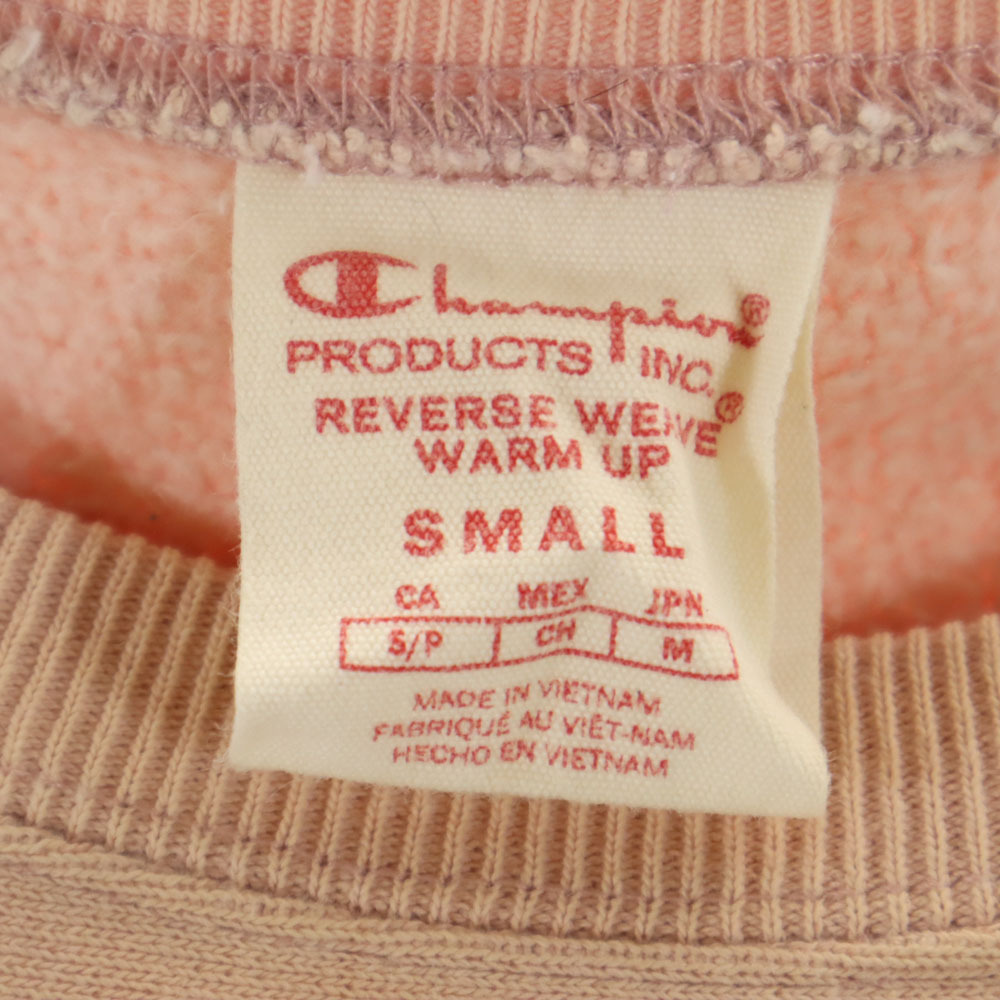 Champion®
PRODUCTS INC.
REVERSE WEAVE®
WARM UP
SMALL
CA MEX JPN
S/P CH M
MADE IN VIETNAM
FABRIQUÉ AU VIÊT-NAM
HECHO EN VIETNAM